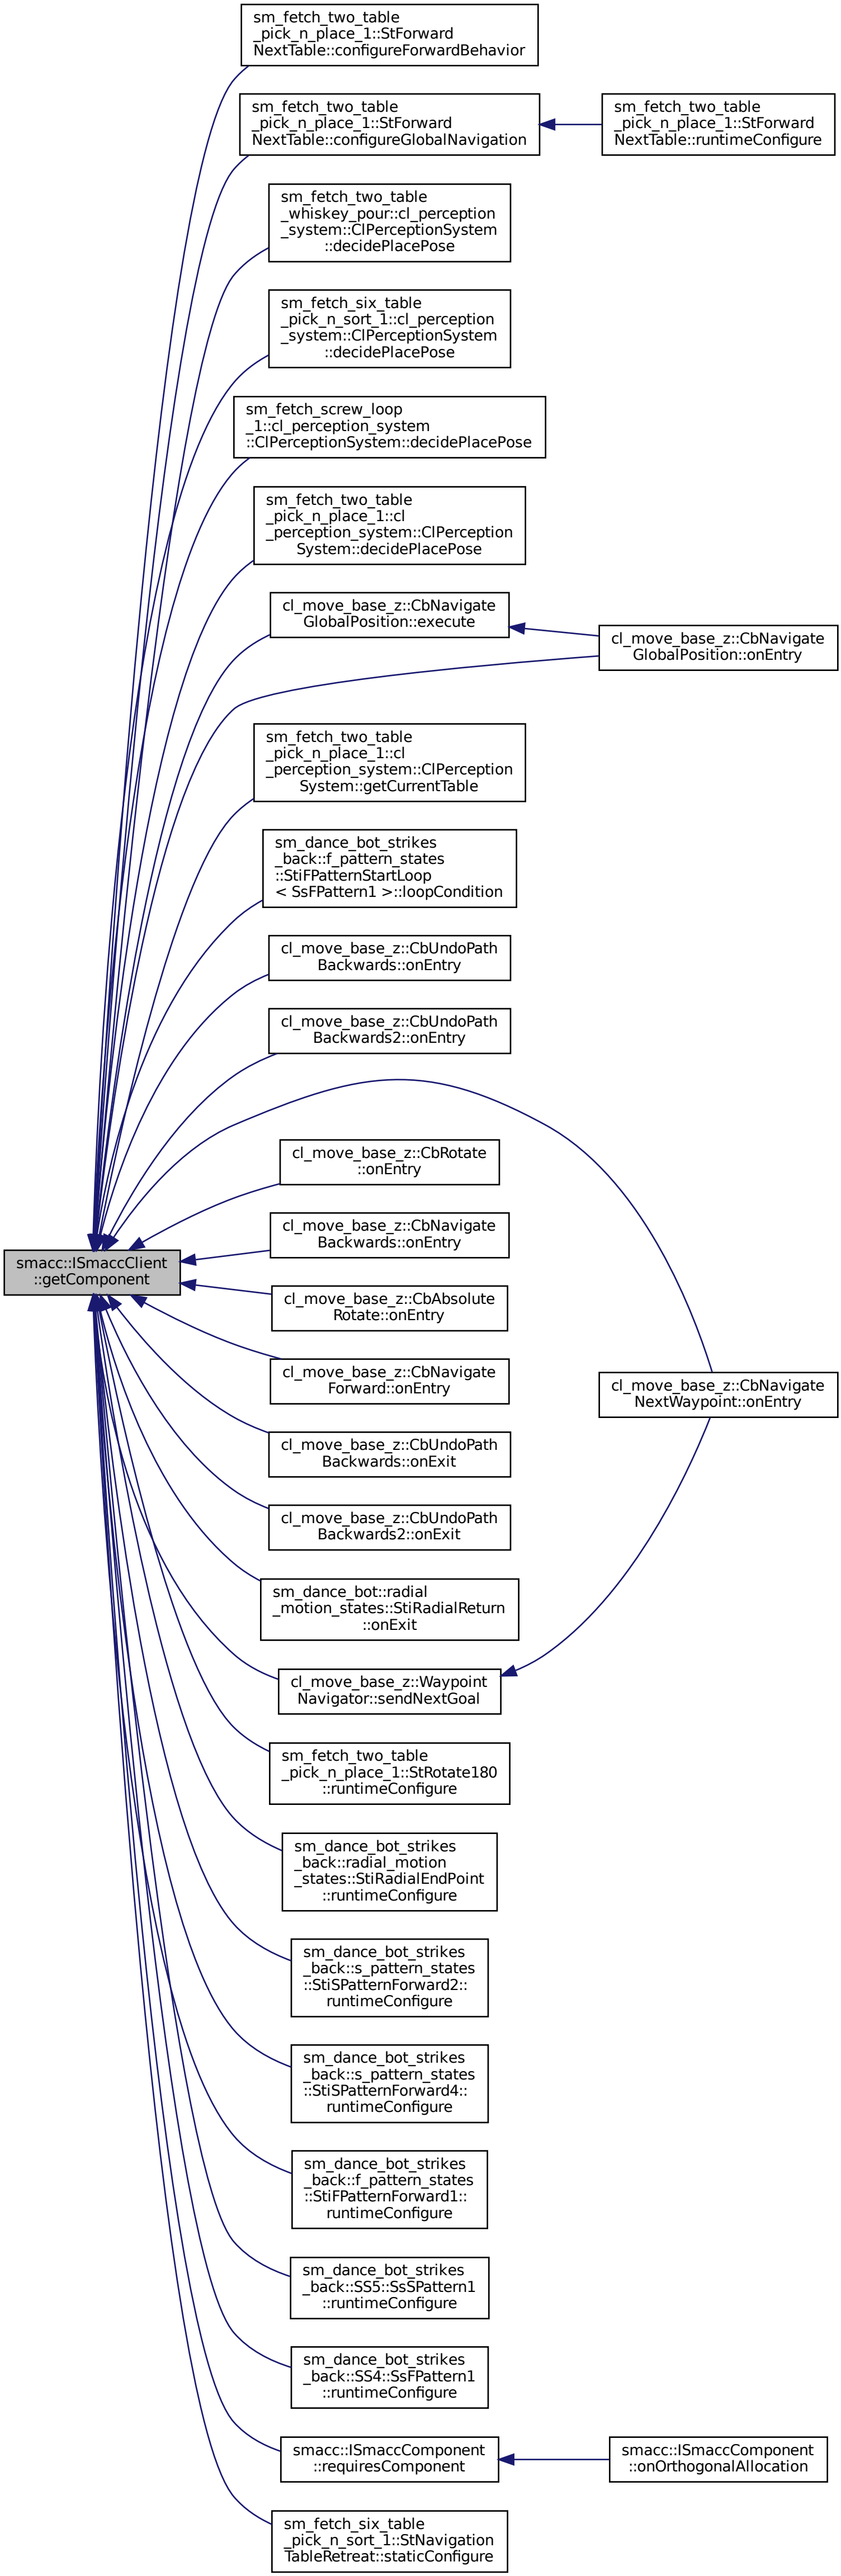 sm_fetch_two_table
_pick_n_place_1::StForward
NextTable::configureForwardBehavior
sm_fetch_two_table
_pick_n_place_1::StForward
NextTable::configureGlobalNavigation
sm_fetch_two_table
_pick_n_place_1::StForward
NextTable::runtimeConfigure
sm_fetch_two_table
_whiskey_pour::cl_perception
_system::ClPerceptionSystem
::decidePlacePose
sm_fetch_six_table
_pick_n_sort_1::cl_perception
_system::ClPerceptionSystem
::decidePlacePose
sm_fetch_screw_loop
_1::cl_perception_system
::ClPerceptionSystem::decidePlacePose
sm_fetch_two_table
_pick_n_place_1::cl
_perception_system::ClPerception
System::decidePlacePose
cl_move_base_z::CbNavigate
GlobalPosition::execute
cl_move_base_z::CbNavigate
GlobalPosition::onEntry
sm_fetch_two_table
_pick_n_place_1::cl
_perception_system::ClPerception
System::getCurrentTable
sm_dance_bot_strikes
_back::f_pattern_states
::StiFPatternStartLoop
< SsFPattern1 >::loopCondition
cl_move_base_z::CbUndoPath
Backwards::onEntry
cl_move_base_z::CbUndoPath
Backwards2::onEntry
cl_move_base_z::CbRotate
::onEntry
cl_move_base_z::CbNavigate
Backwards::onEntry
smacc::ISmaccClient
::getComponent
cl_move_base_z::CbAbsolute
Rotate::onEntry
cl_move_base_z::CbNavigate
Forward::onEntry
cl_move_base_z::CbNavigate
NextWaypoint::onEntry
cl_move_base_z::CbUndoPath
Backwards::onExit
cl_move_base_z::CbUndoPath
Backwards2::onExit
sm_dance_bot::radial
_motion_states::StiRadialReturn
::onExit
cl_move_base_z::Waypoint
Navigator::sendNextGoal
sm_fetch_two_table
_pick_n_place_1::StRotate180
::runtimeConfigure
sm_dance_bot_strikes
_back::radial_motion
_states::StiRadialEndPoint
::runtimeConfigure
sm_dance_bot_strikes
_back::s_pattern_states
::StiSPatternForward2::
runtimeConfigure
sm_dance_bot_strikes
_back::s_pattern_states
::StiSPatternForward4::
runtimeConfigure
sm_dance_bot_strikes
_back::f_pattern_states
::StiFPatternForward1::
runtimeConfigure
sm_dance_bot_strikes
_back::SS5::SsSPattern1
::runtimeConfigure
sm_dance_bot_strikes
_back::SS4::SsFPattern1
::runtimeConfigure
smacc::ISmaccComponent
::requiresComponent
smacc::ISmaccComponent
::onOrthogonalAllocation
sm_fetch_six_table
_pick_n_sort_1::StNavigation
TableRetreat::staticConfigure